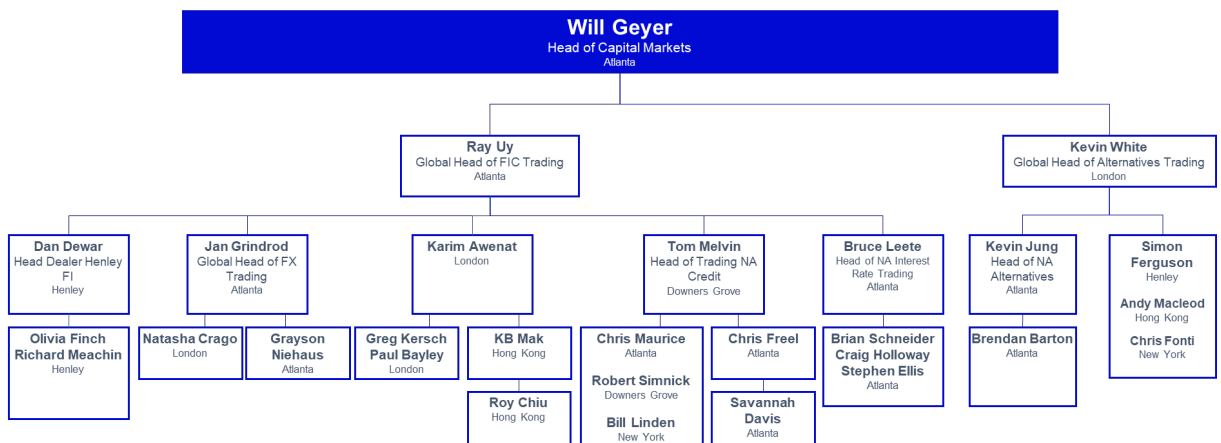 Will Geyer
Head of Capital Markets
Atlanta
Ray Uy
Global Head of FIC Trading
Atlanta
Kevin White
Global Head of Alternatives Trading
London
Dan Dewar
Head Dealer Henley
FI
Henley
Jan Grindrod
Global Head of FX
Trading
Atlanta
Karim Awenat
London
Tom Melvin
Head of Trading NA
Credit
Downers Grove
Bruce Leete
Head of NA Interest
Rate Trading
Atlanta
Kevin Jung
Head of NA
Alternatives
Atlanta
Simon
Ferguson
Henley
Andy Macleod
Hong Kong
Chris Fonti
New York
Olivia Finch
Richard Meachin
Henley
Natasha Crago
London
Grayson
Niehaus
Atlanta
Greg Kersch
Paul Bayley
London
KB Mak
Hong Kong
Roy Chiu
Hong Kong
Chris Maurice
Atlanta
Robert Simnick
Downers Grove
Bill Linden
New York
Chris Freel
Atlanta
Savannah
Davis
Atlanta
Brian Schneider
Craig Holloway
Stephen Ellis
Atlanta
Brendan Barton
Atlanta